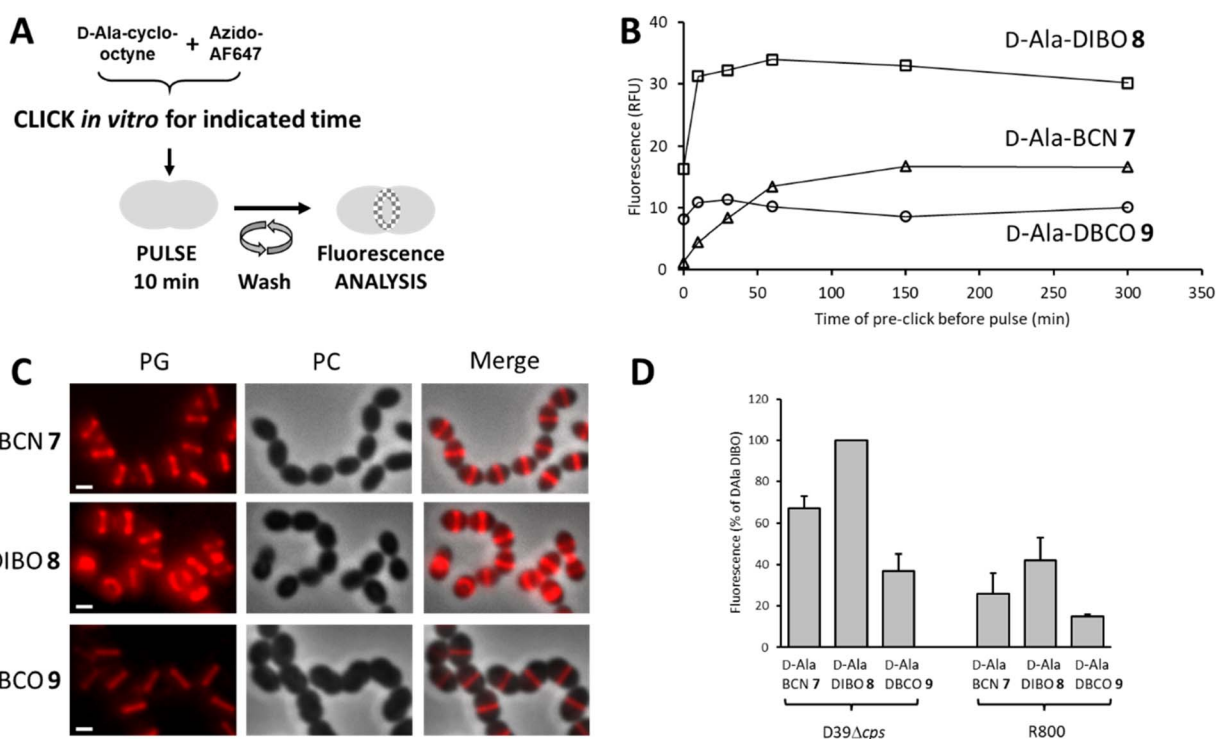 A
D-Ala-cyclo-
octyne
+
Azido-
AF647
CLICK in vitro for indicated time
PULSE
10 min
Wash
Fluorescence
ANALYSIS
B
40
30
20
10
0
Fluorescence (RFU)
D-Ala-DIBO 8
D-Ala-BCN 7
D-Ala-DBCO 9
0 50 100 150 200 250 300 350
Time of pre-click before pulse (min)
C
PG PC Merge
BCN 7
DIBO 8
BCO 9
D
120
100
80
60
40
20
0
Fluorescence (% of DAla DIBO)
D-Ala D-Ala D-Ala D-Ala D-Ala D-Ala
BCN 7 DIBO 8 DBCO 9 BCN 7 DIBO 8 DBCO 9
D39Δcps R800